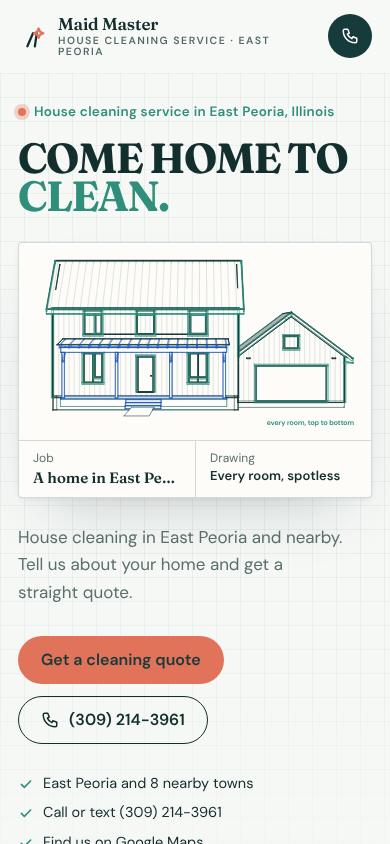 Maid Master
HOUSE CLEANING SERVICE · EAST
PEORIA
House cleaning service in East Peoria, Illinois
COME HOME TO
CLEAN.
every room, top to bottom
Job
A home in East Pe...
Drawing
Every room, spotless
House cleaning in East Peoria and nearby.
Tell us about your home and get a
straight quote.
Get a cleaning quote
(309) 214-3961
East Peoria and 8 nearby towns
Call or text (309) 214-3961
Find us on Google Maps